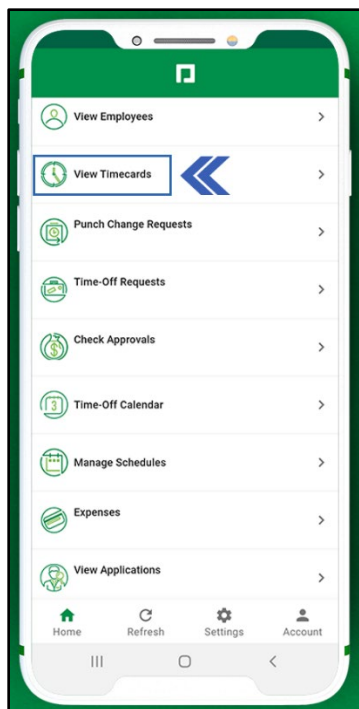 View Employees
View Timecards
Punch Change Requests
Time-Off Requests
Check Approvals
3
Time-Off Calendar
Manage Schedules
Expenses
View Applications
Home
Refresh
Settings
Account